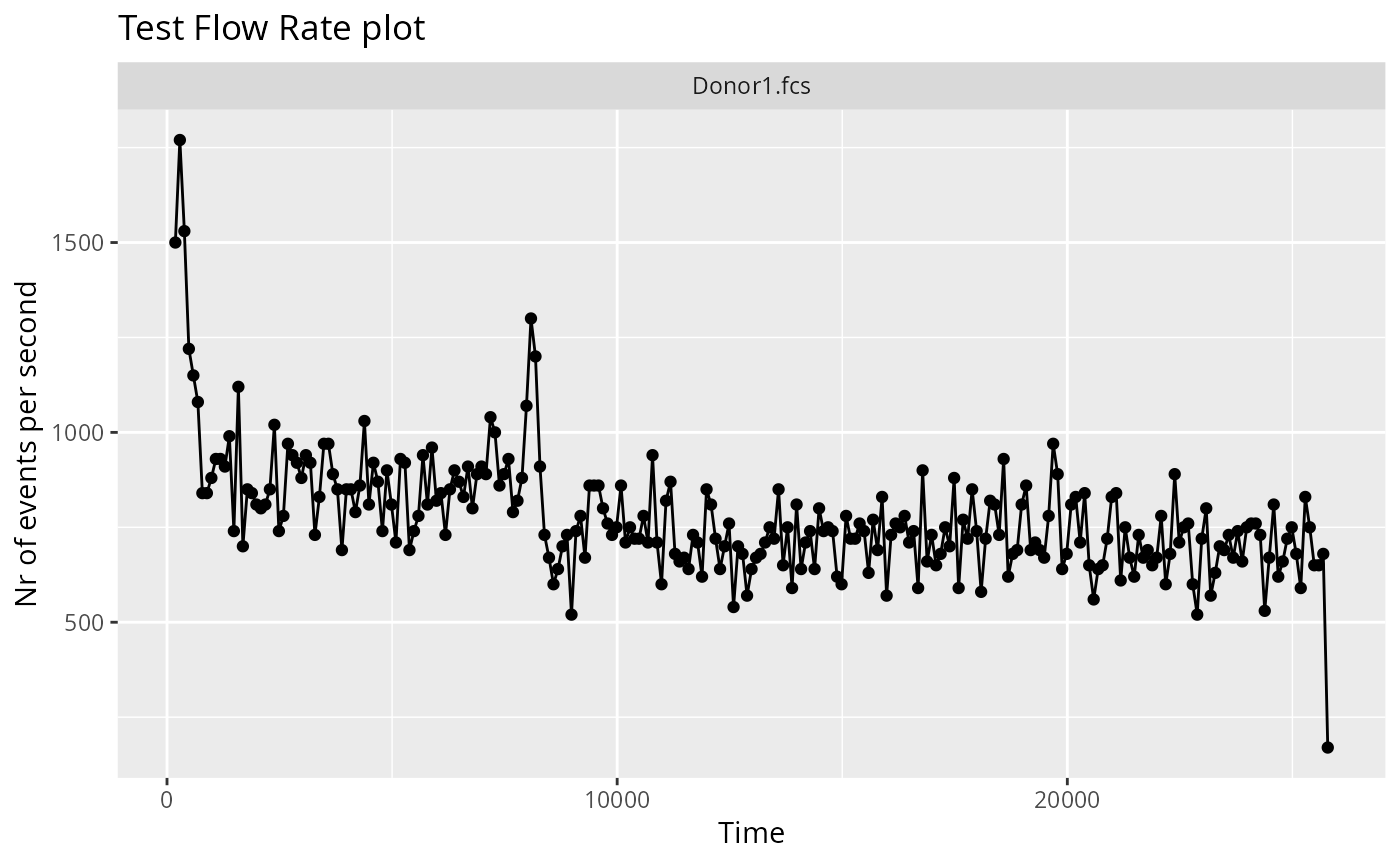 Test Flow Rate plot
Donor1.fcs
Nr of events per second
1500
1000
500
0
10000
20000
Time